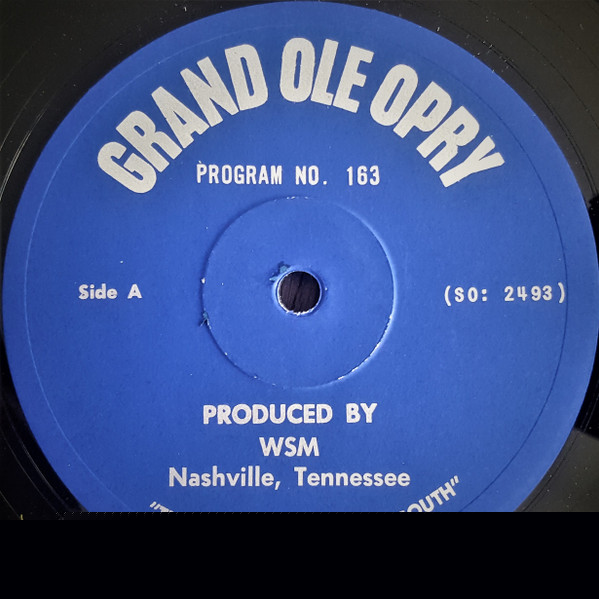 GRAND OLE OPRY
PROGRAM NO. 163
Side A
(SO: 2493)
PRODUCED BY
WSM
Nashville, Tennessee